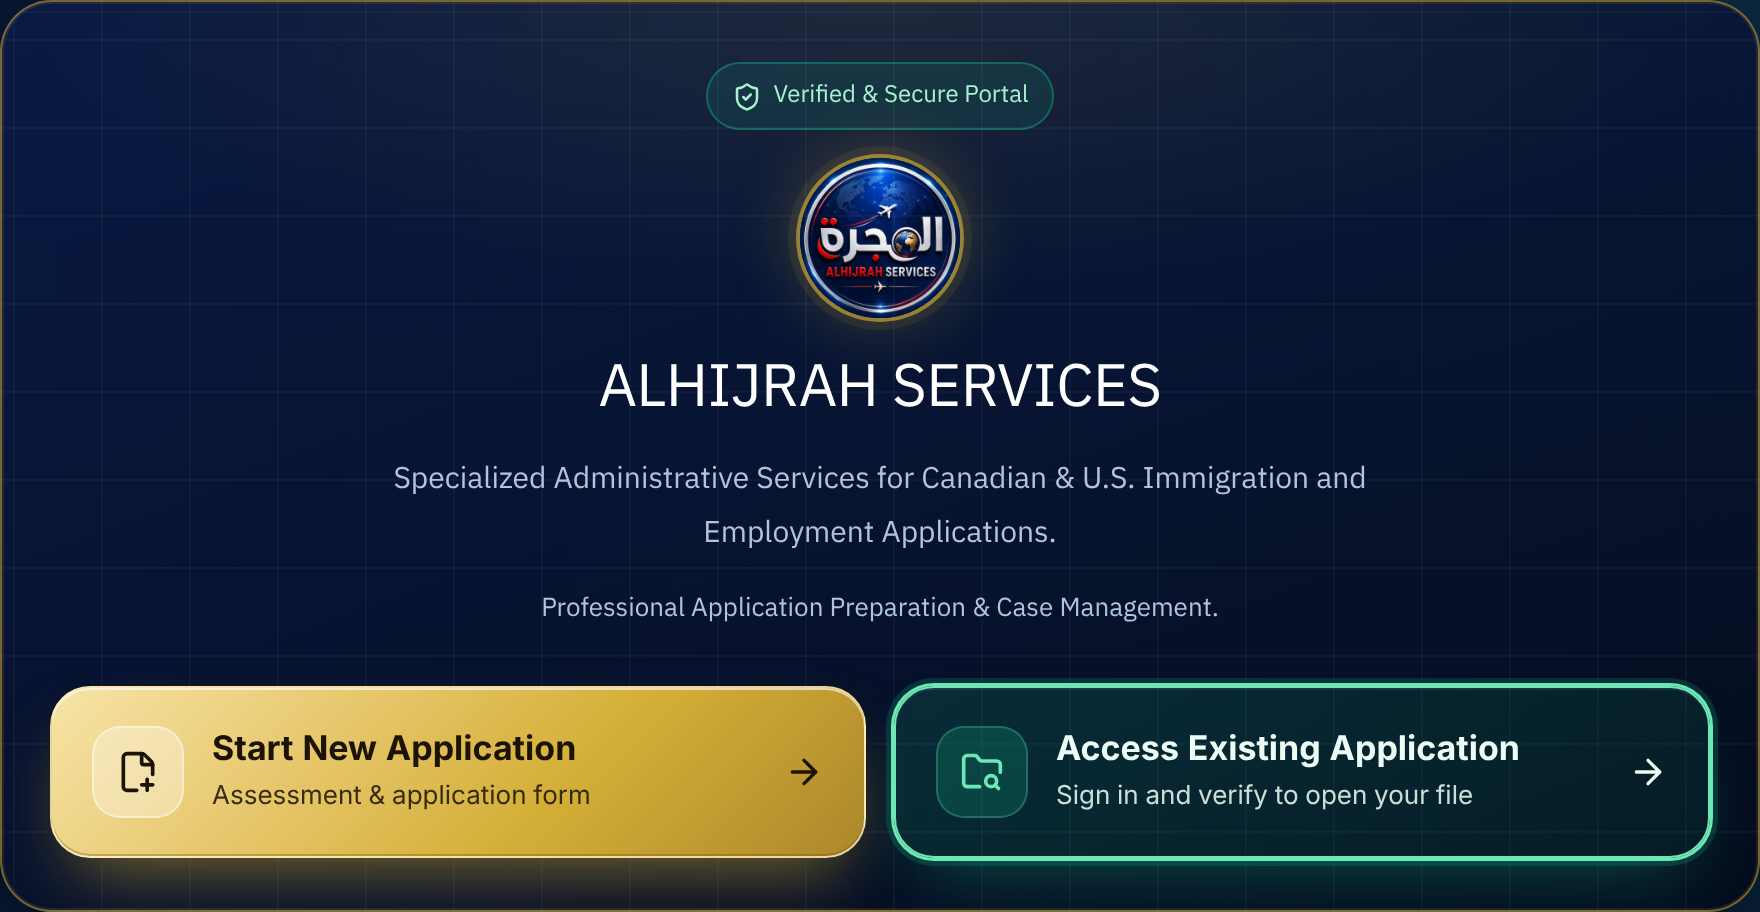 Verified & Secure Portal
الهجرة
ALHIJRAH SERVICES
ALHIJRAH SERVICES
Specialized Administrative Services for Canadian & U.S. Immigration and
Employment Applications.
Professional Application Preparation & Case Management.
Start New Application
Assessment & application form
Access Existing Application
Sign in and verify to open your file